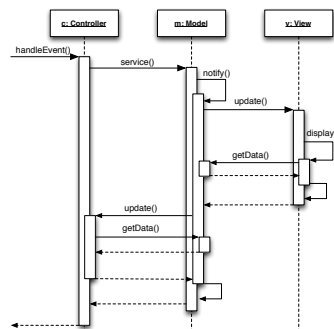 c: Controller
m: Model
v: View
handleEvent()
service()
notify()
update()
display
getData()
update()
getData()